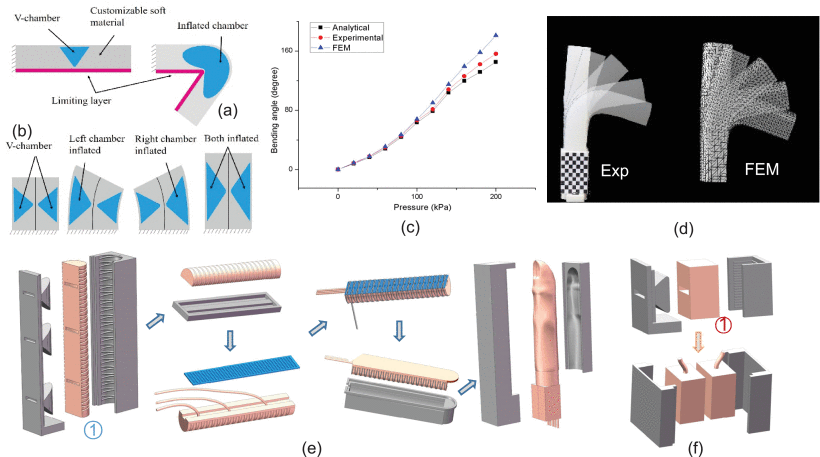 V-chamber
Customizable soft
material
Inflated chamber
Limiting layer
(a)
(b)
V-chamber
Left chamber
inflated
Right chamber
inflated
Both inflated
Bending angle (degree)
160
80
0
Analytical
Experimental
FEM
0
100
200
Pressure (kPa)
(c)
Exp
FEM
(d)
1
(e)
1
(f)